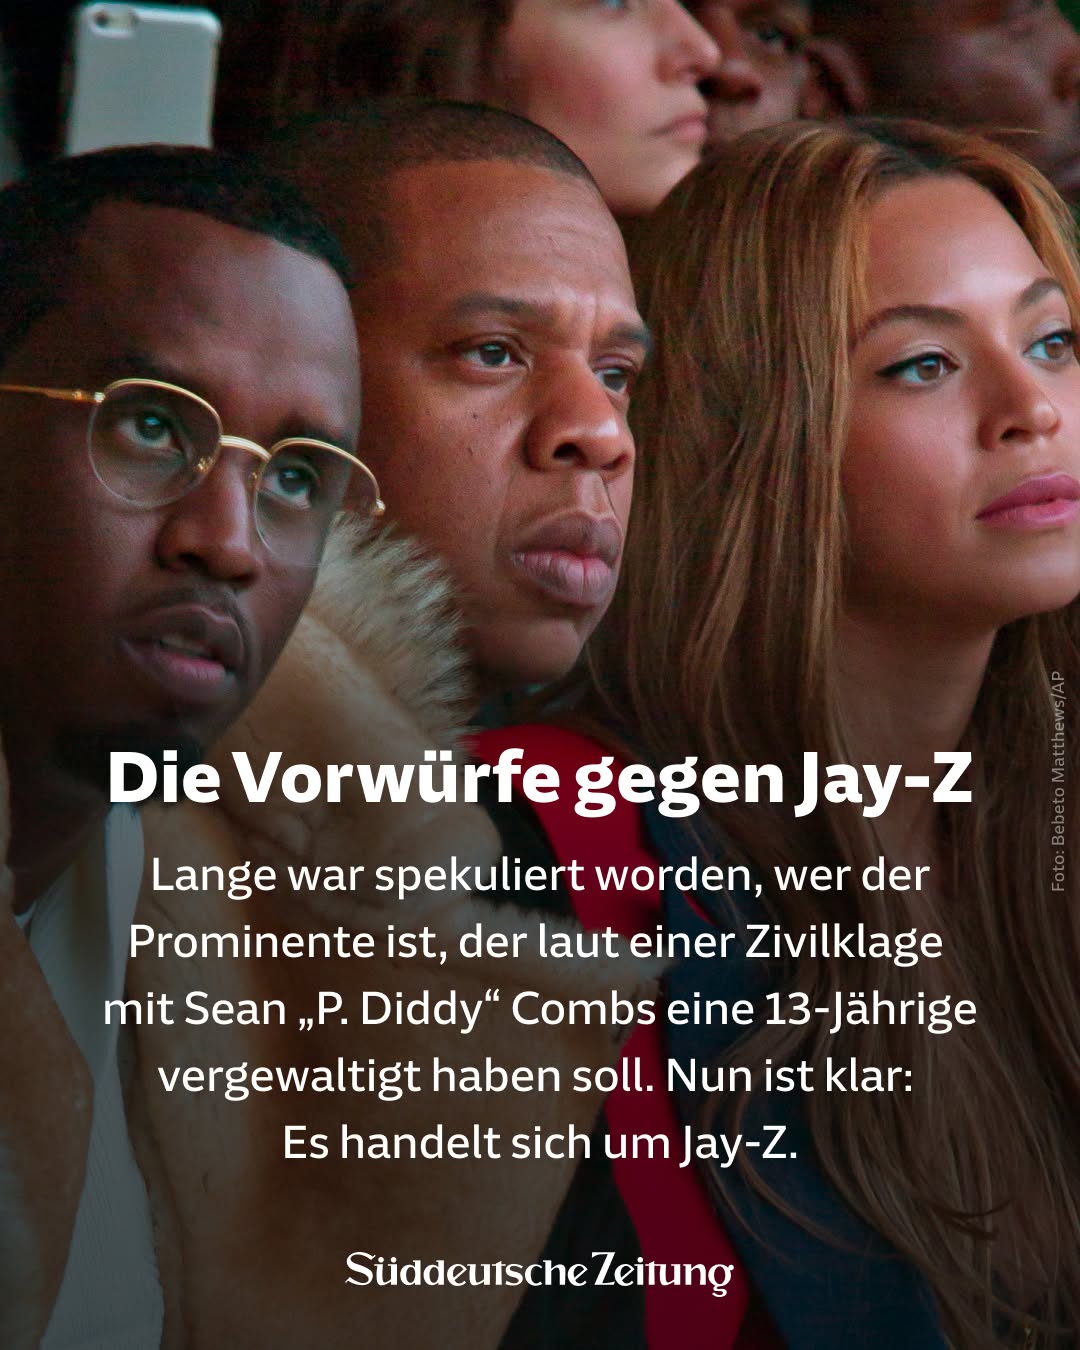 Die Vorwürfe gegen Jay-Z
Lange war spekuliert worden, wer der
Prominente ist, der laut einer Zivilklage
mit Sean „P. Diddy“ Combs eine 13-Jährige
vergewaltigt haben soll. Nun ist klar:
Es handelt sich um Jay-Z.
Foto: Bebeto Matthews/AP
Süddeutsche Zeitung